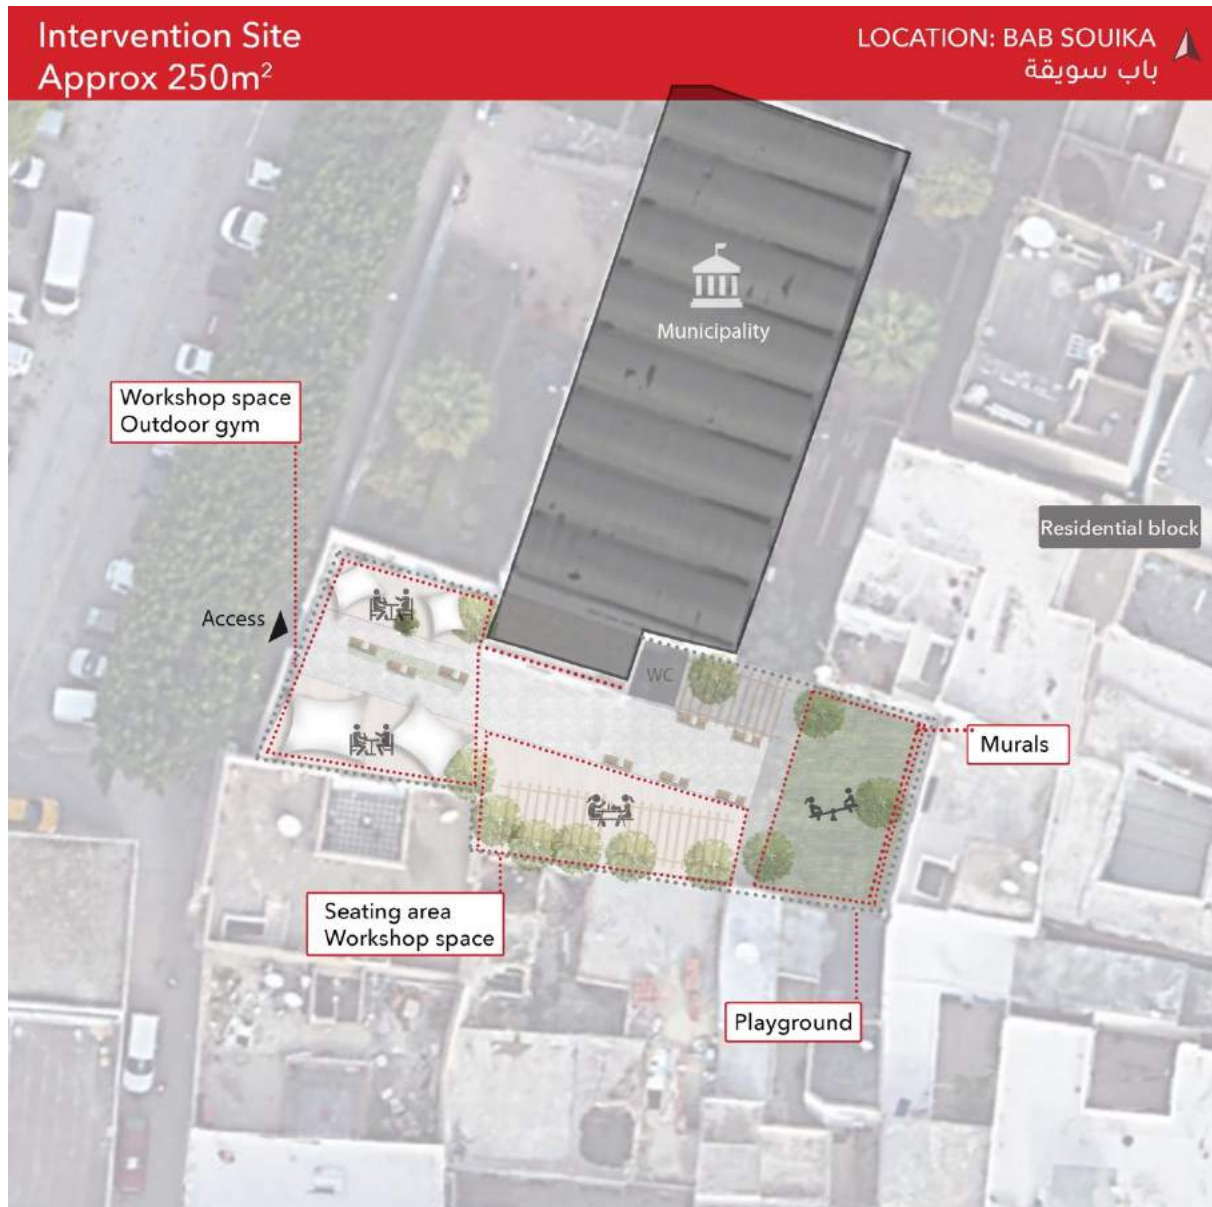 Intervention Site
Approx 250m²
LOCATION: BAB SOUIKA
باب سويقة
Municipality
Workshop space
Outdoor gym
Residential block
Access
WC
Murals
Seating area
Workshop space
Playground